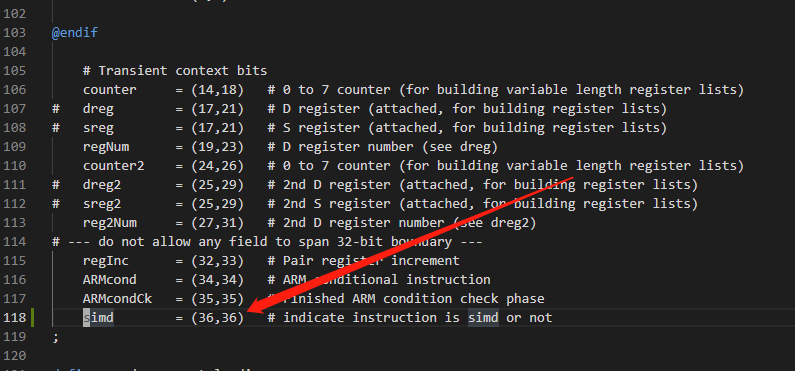 102
103 @endif
104
105 # Transient context bits
106 counter = (14,18) # 0 to 7 counter (for building variable length register lists)
107 # dreg = (17,21) # D register (attached, for building register lists)
108 # sreg = (17,21) # S register (attached, for building register lists)
109 regNum = (19,23) # D register number (see dreg)
110 counter2 = (24,26) # 0 to 7 counter (for building variable length register lists)
111 # dreg2 = (25,29) # 2nd D register (attached, for building register lists)
112 # sreg2 = (25,29) # 2nd S register (attached, for building register lists)
113 reg2Num = (27,31) # 2nd D register number (see dreg2)
114 # --- do not allow any field to span 32-bit boundary ---
115 regInc = (32,33) # Pair register increment
116 ARMcond = (34,34) # ARM conditional instruction
117 ARMcondCk = (35,35) # Finished ARM condition check phase
118 simd = (36,36) # indicate instruction is simd or not
119 ;
120